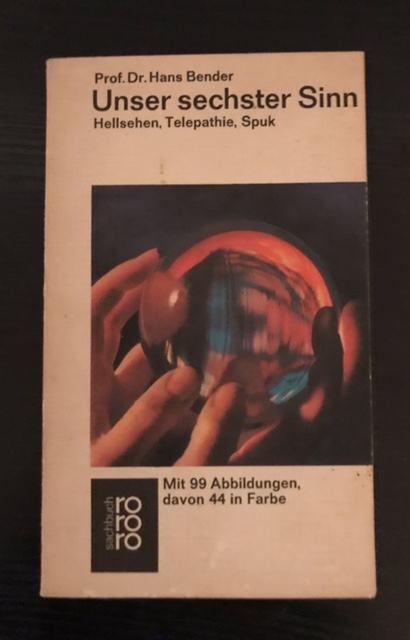 Prof. Dr. Hans Bender
Unser sechster Sinn
Hellsehen, Telepathie, Spuk
sachbuch
ro
ro
ro
Mit 99 Abbildungen,
davon 44 in Farbe